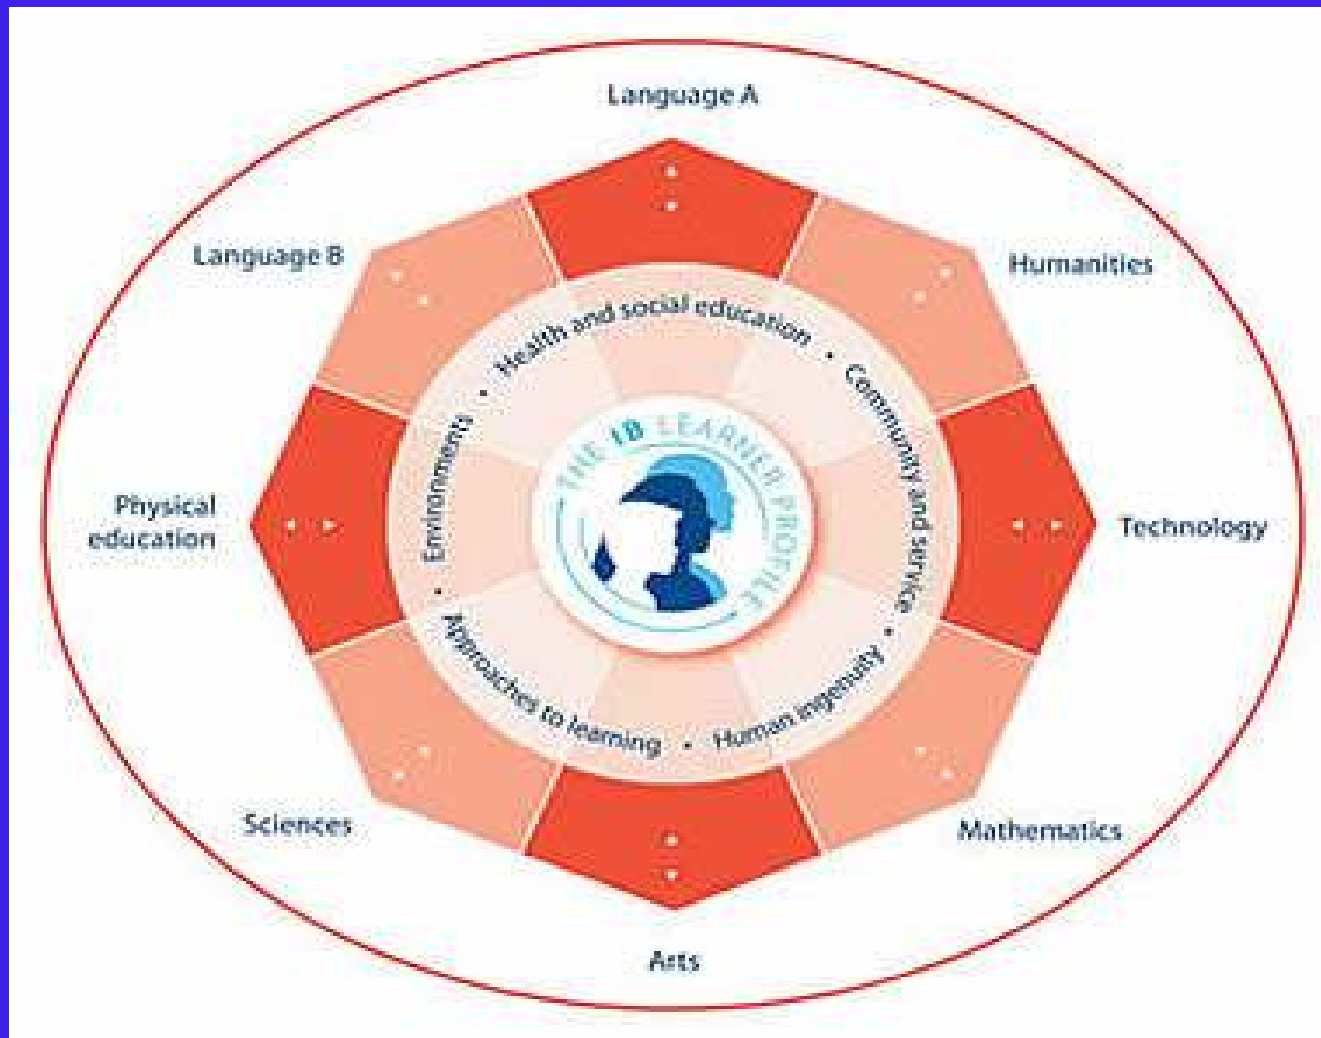 Language A
Language B
Humanities
Health and social education
•
Community and service
•
Environments
•
THE IB LEARNER PROFILE
Physical
education
Technology
•
Approaches to learning
•
Human ingenuity
Sciences
Mathematics
Arts